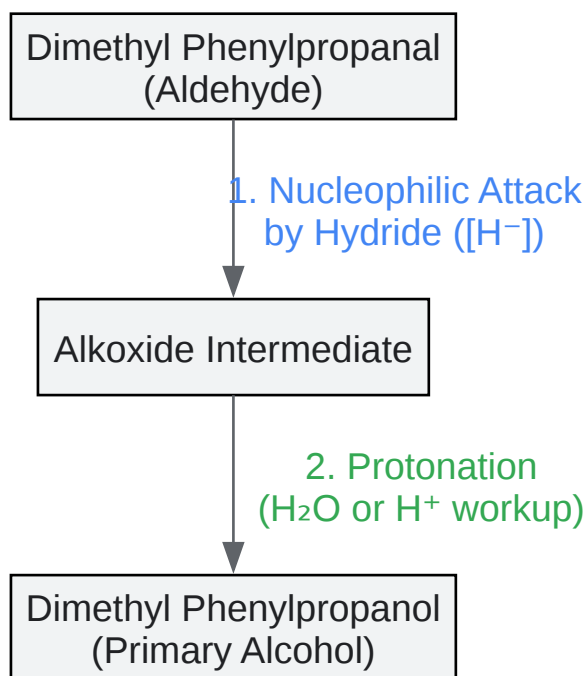 Dimethyl Phenylpropanal
(Aldehyde)
1. Nucleophilic Attack
by Hydride ([H⁻])
Alkoxide Intermediate
2. Protonation
(H₂O or H⁺ workup)
Dimethyl Phenylpropanol
(Primary Alcohol)